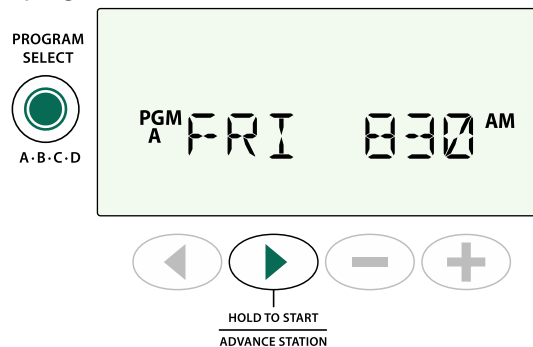 PROGRAM
SELECT
A·B·C·D
PGM
A
FRI 830 AM
HOLD TO START
ADVANCE STATION